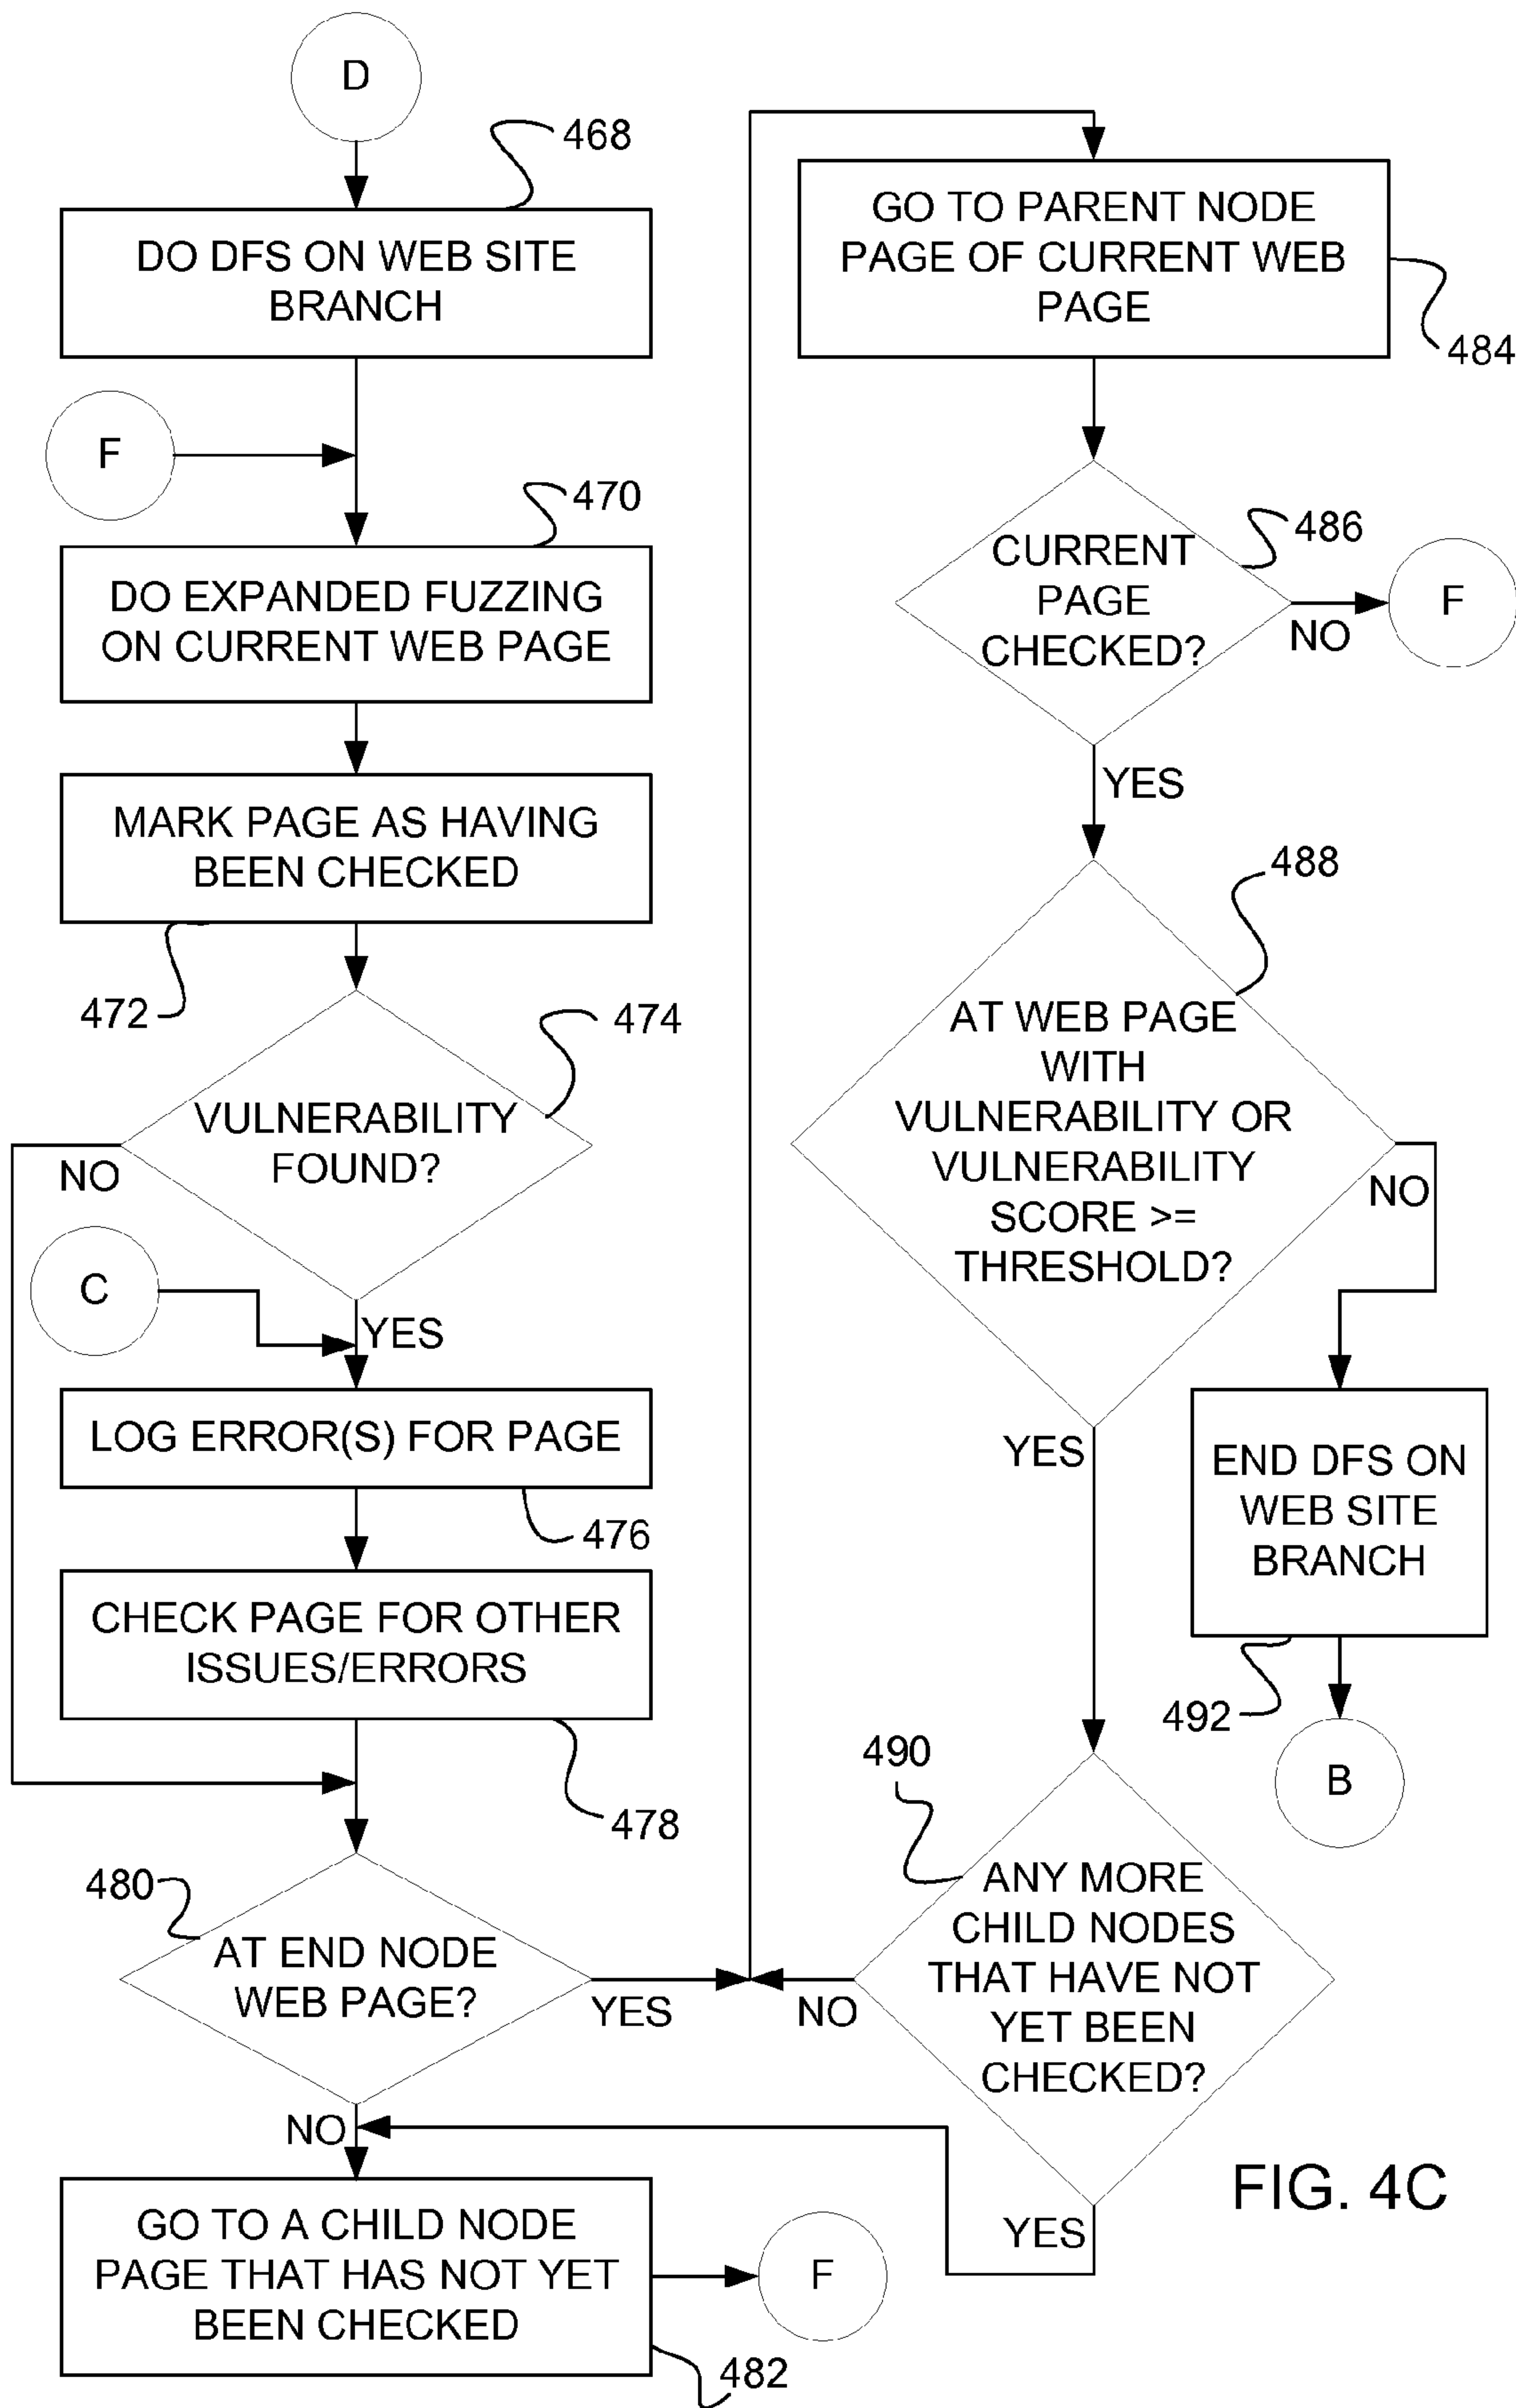 D
468
DO DFS ON WEB SITE
BRANCH
F
470
DO EXPANDED FUZZING
ON CURRENT WEB PAGE
MARK PAGE AS HAVING
BEEN CHECKED
472
474
VULNERABILITY
FOUND?
NO
C
YES
LOG ERROR(S) FOR PAGE
476
CHECK PAGE FOR OTHER
ISSUES/ERRORS
478
480
AT END NODE
WEB PAGE?
YES
NO
GO TO A CHILD NODE
PAGE THAT HAS NOT YET
BEEN CHECKED
482
F
GO TO PARENT NODE
PAGE OF CURRENT WEB
PAGE
484
CURRENT
PAGE
CHECKED?
486
NO
F
YES
488
AT WEB PAGE
WITH
VULNERABILITY OR
VULNERABILITY
SCORE >=
THRESHOLD?
NO
YES
END DFS ON
WEB SITE
BRANCH
492
B
490
ANY MORE
CHILD NODES
THAT HAVE NOT
YET BEEN
CHECKED?
NO
YES
FIG. 4C